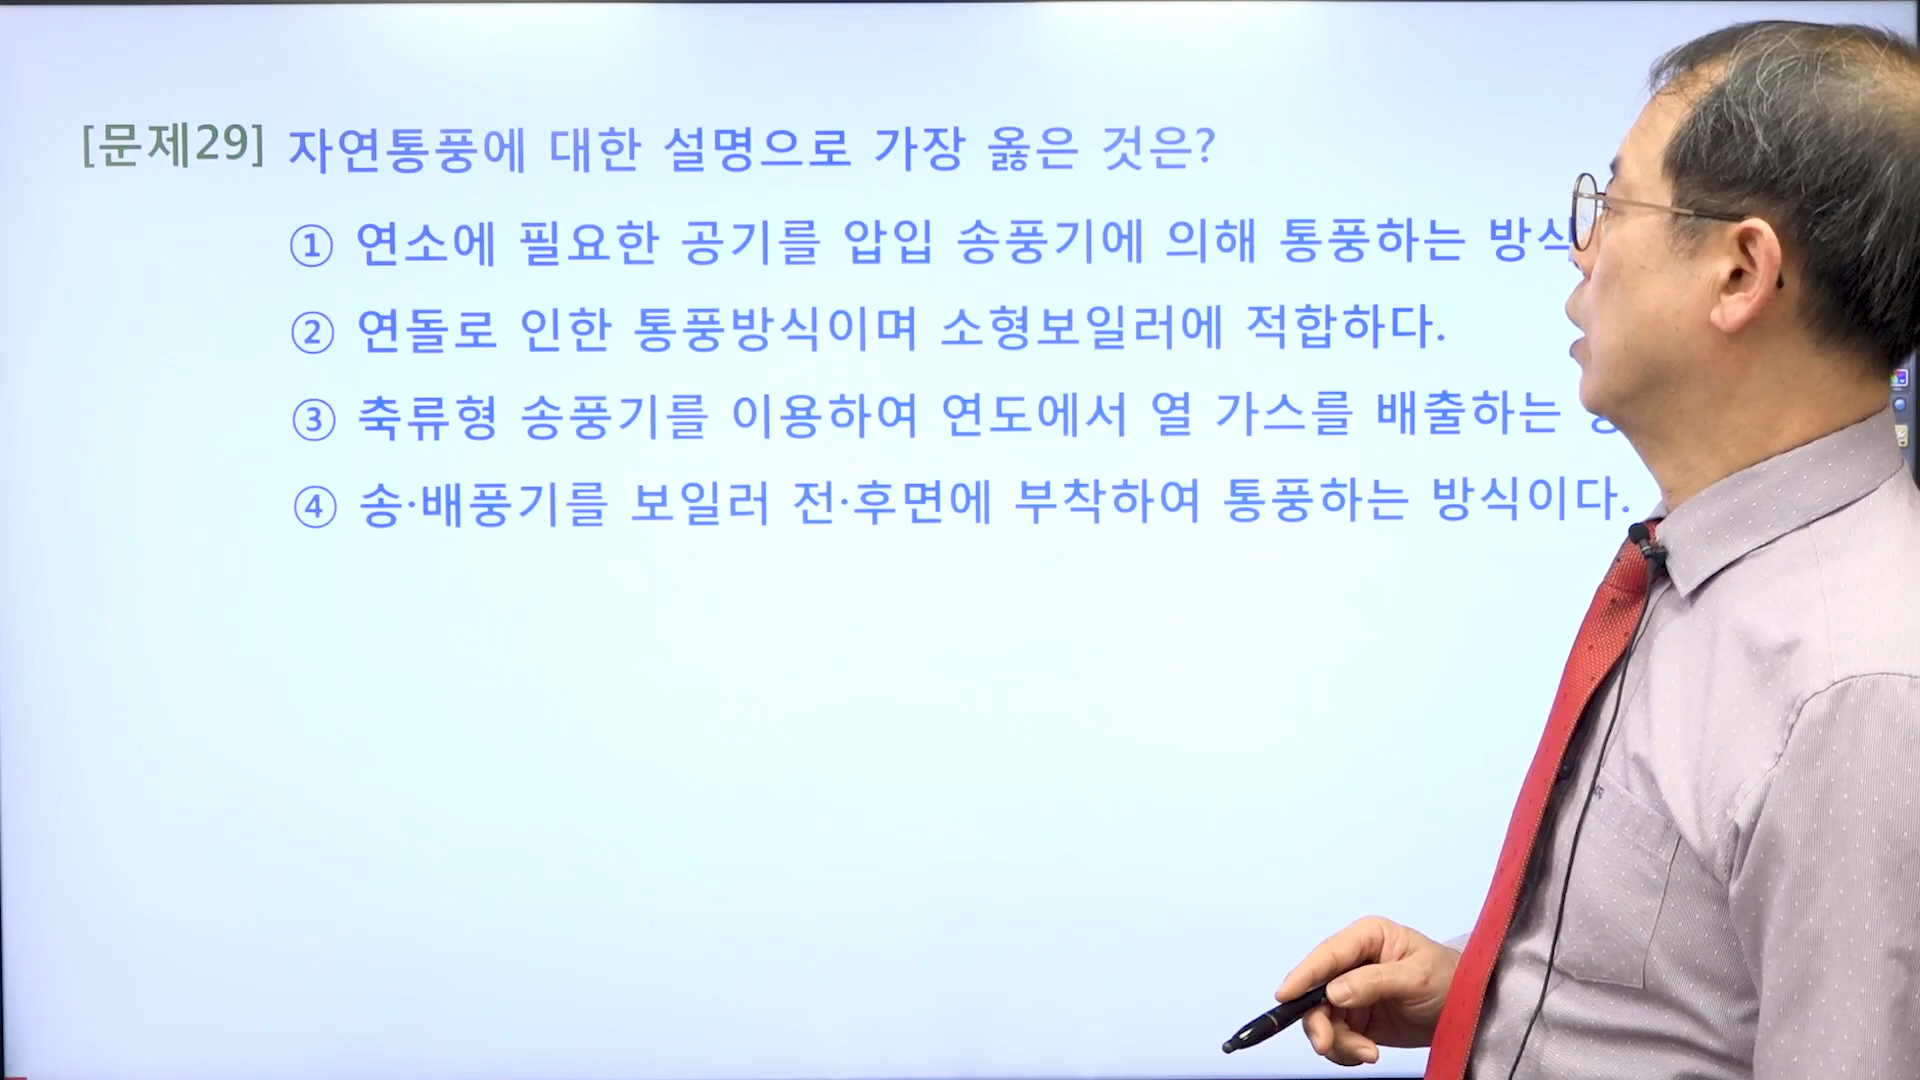 [문제29] 자연통풍에 대한 설명으로 가장 옳은 것은?
① 연소에 필요한 공기를 압입 송풍기에 의해 통풍하는
② 연돌로 인한 통풍방식이며 소형보일러에 적합하다.
③ 축류형 송풍기를 이용하여 연도에서 열 가스를 배출하는
④ 송·배풍기를 보일러 전·후면에 부착하여 통풍하는 방식이다.